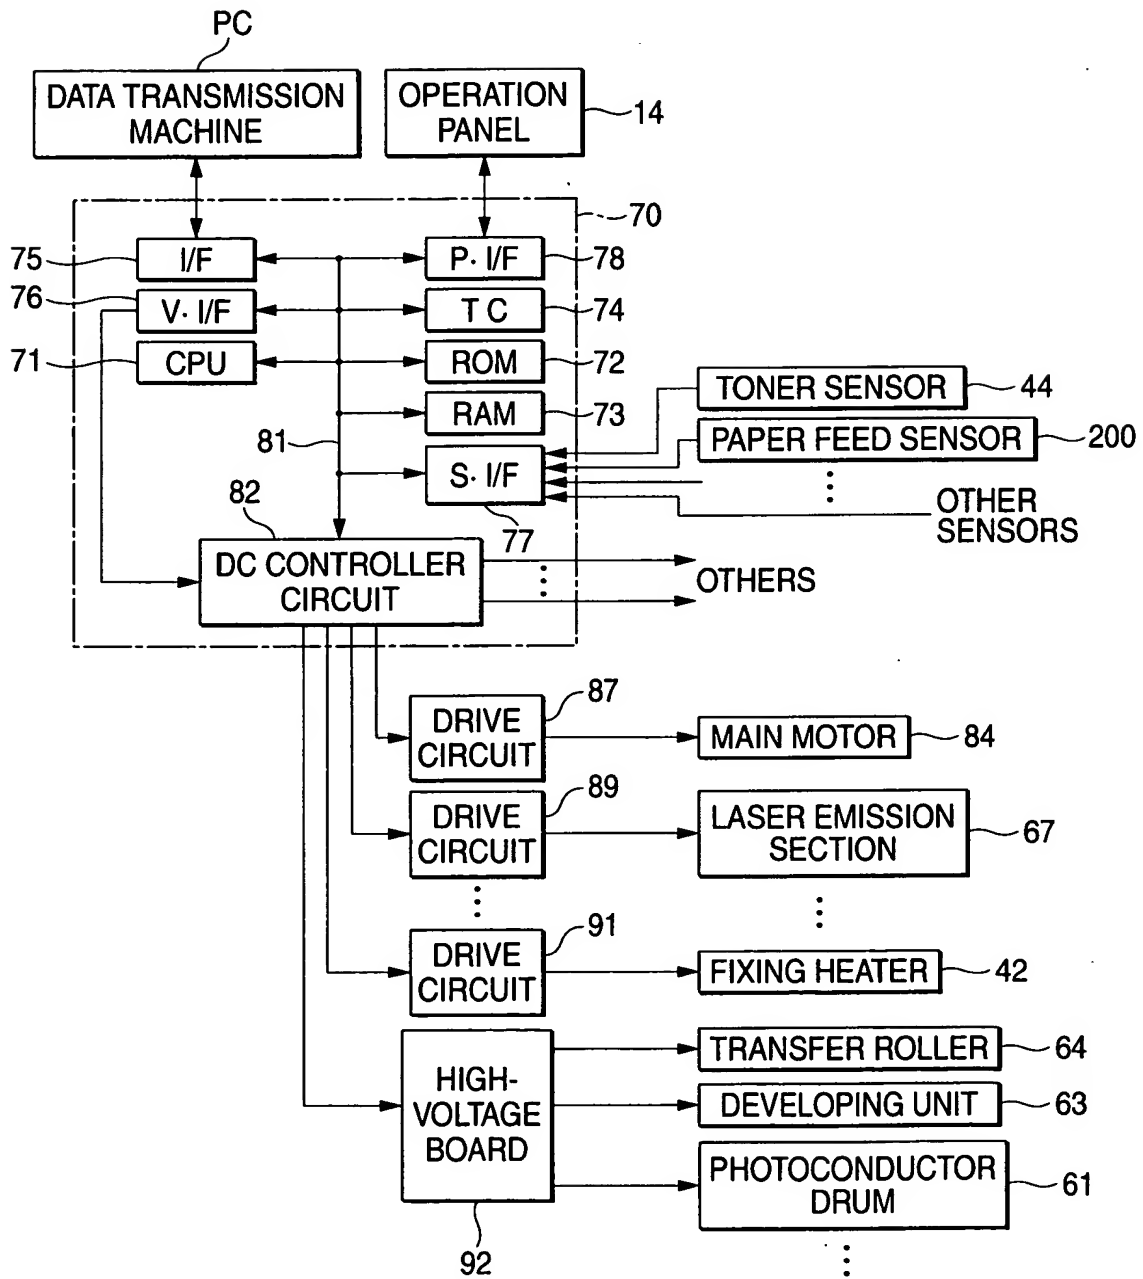 PC
DATA TRANSMISSION
MACHINE
OPERATION
PANEL
14
70
75
I/F
P· I/F
78
76
V· I/F
T C
74
71
CPU
ROM
72
RAM
73
TONER SENSOR
44
PAPER FEED SENSOR
200
81
S· I/F
77
OTHER
SENSORS
82
DC CONTROLLER
CIRCUIT
OTHERS
87
DRIVE
CIRCUIT
MAIN MOTOR
84
89
DRIVE
CIRCUIT
LASER EMISSION
SECTION
67
91
DRIVE
CIRCUIT
FIXING HEATER
42
HIGH-
VOLTAGE
BOARD
92
TRANSFER ROLLER
64
DEVELOPING UNIT
63
PHOTOCONDUCTOR
DRUM
61